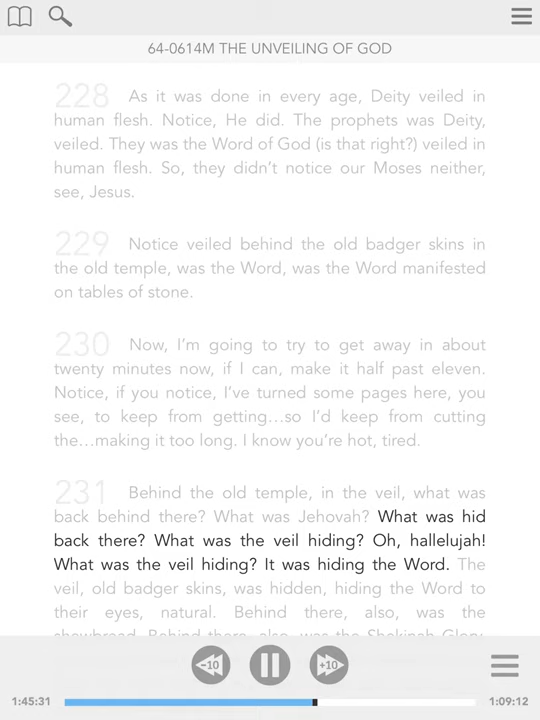 64-0614M THE UNVEILING OF GOD
228 As it was done in every age, Deity veiled in
human flesh. Notice, He did. The prophets was Deity,
veiled. They was the Word of God (is that right?) veiled in
human flesh. So, they didn’t notice our Moses neither,
see, Jesus.
229 Notice veiled behind the old badger skins in
the old temple, was the Word, was the Word manifested
on tables of stone.
230 Now, I’m going to try to get away in about
twenty minutes now, if I can, make it half past eleven.
Notice, if you notice, I’ve turned some pages here, you
see, to keep from getting…so I’d keep from cutting
the…making it too long. I know you’re hot, tired.
231 Behind the old temple, in the veil, what was
back behind there? What was Jehovah? What was hid
back there? What was the veil hiding? Oh, hallelujah!
What was the veil hiding? It was hiding the Word. The
veil, old badger skins, was hidden, hiding the Word to
their eyes, natural. Behind there, also, was the
shewbread. Behind there, also, was the Shekinah Glory.
-10 +10
1:45:31 1:09:12